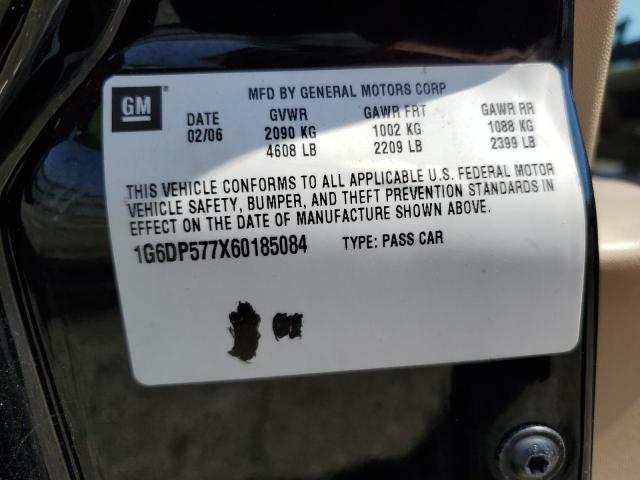 GM
MFD BY GENERAL MOTORS CORP
DATE GVWR GAWR FRT GAWR RR
02/06 2090 KG 1002 KG 1088 KG
4608 LB 2209 LB 2399 LB
THIS VEHICLE CONFORMS TO ALL APPLICABLE U.S. FEDERAL MOTOR
VEHICLE SAFETY, BUMPER, AND THEFT PREVENTION STANDARDS IN
EFFECT ON THE DATE OF MANUFACTURE SHOWN ABOVE.
1G6DP577X60185084 TYPE: PASS CAR